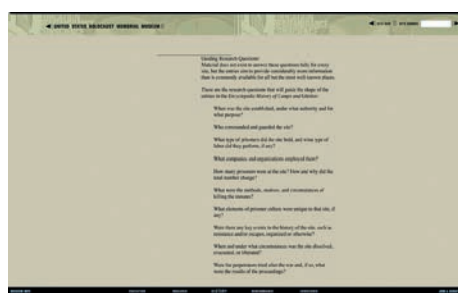 UNITED STATES HOLOCAUST MEMORIAL MUSEUM
Guiding Research Questions:
Material does not exist to answer these questions fully for every
site, but the entries aim to provide considerably more information
than is commonly available for all but the most well-known places.
These are the research questions that will guide the shape of the
entries in the Encyclopedic History of Camps and Ghettos:
When was the site established, under what authority and for
what purpose?
Who commanded and guarded the site?
What type of prisoners did the site hold, and what type of
labor did they perform, if any?
What companies and organizations employed them?
How many prisoners were at the site? How and why did the
total number change?
What were the methods, motives, and circumstances of
killing the inmates?
What elements of prisoner culture were unique to that site, if
any?
Were there any key events in the history of the site, such as
resistance and/or escapes, organized or otherwise?
When and under what circumstances was the site dissolved,
evacuated, or liberated?
Were the perpetrators tried after the war and, if so, what
were the results of the proceedings?